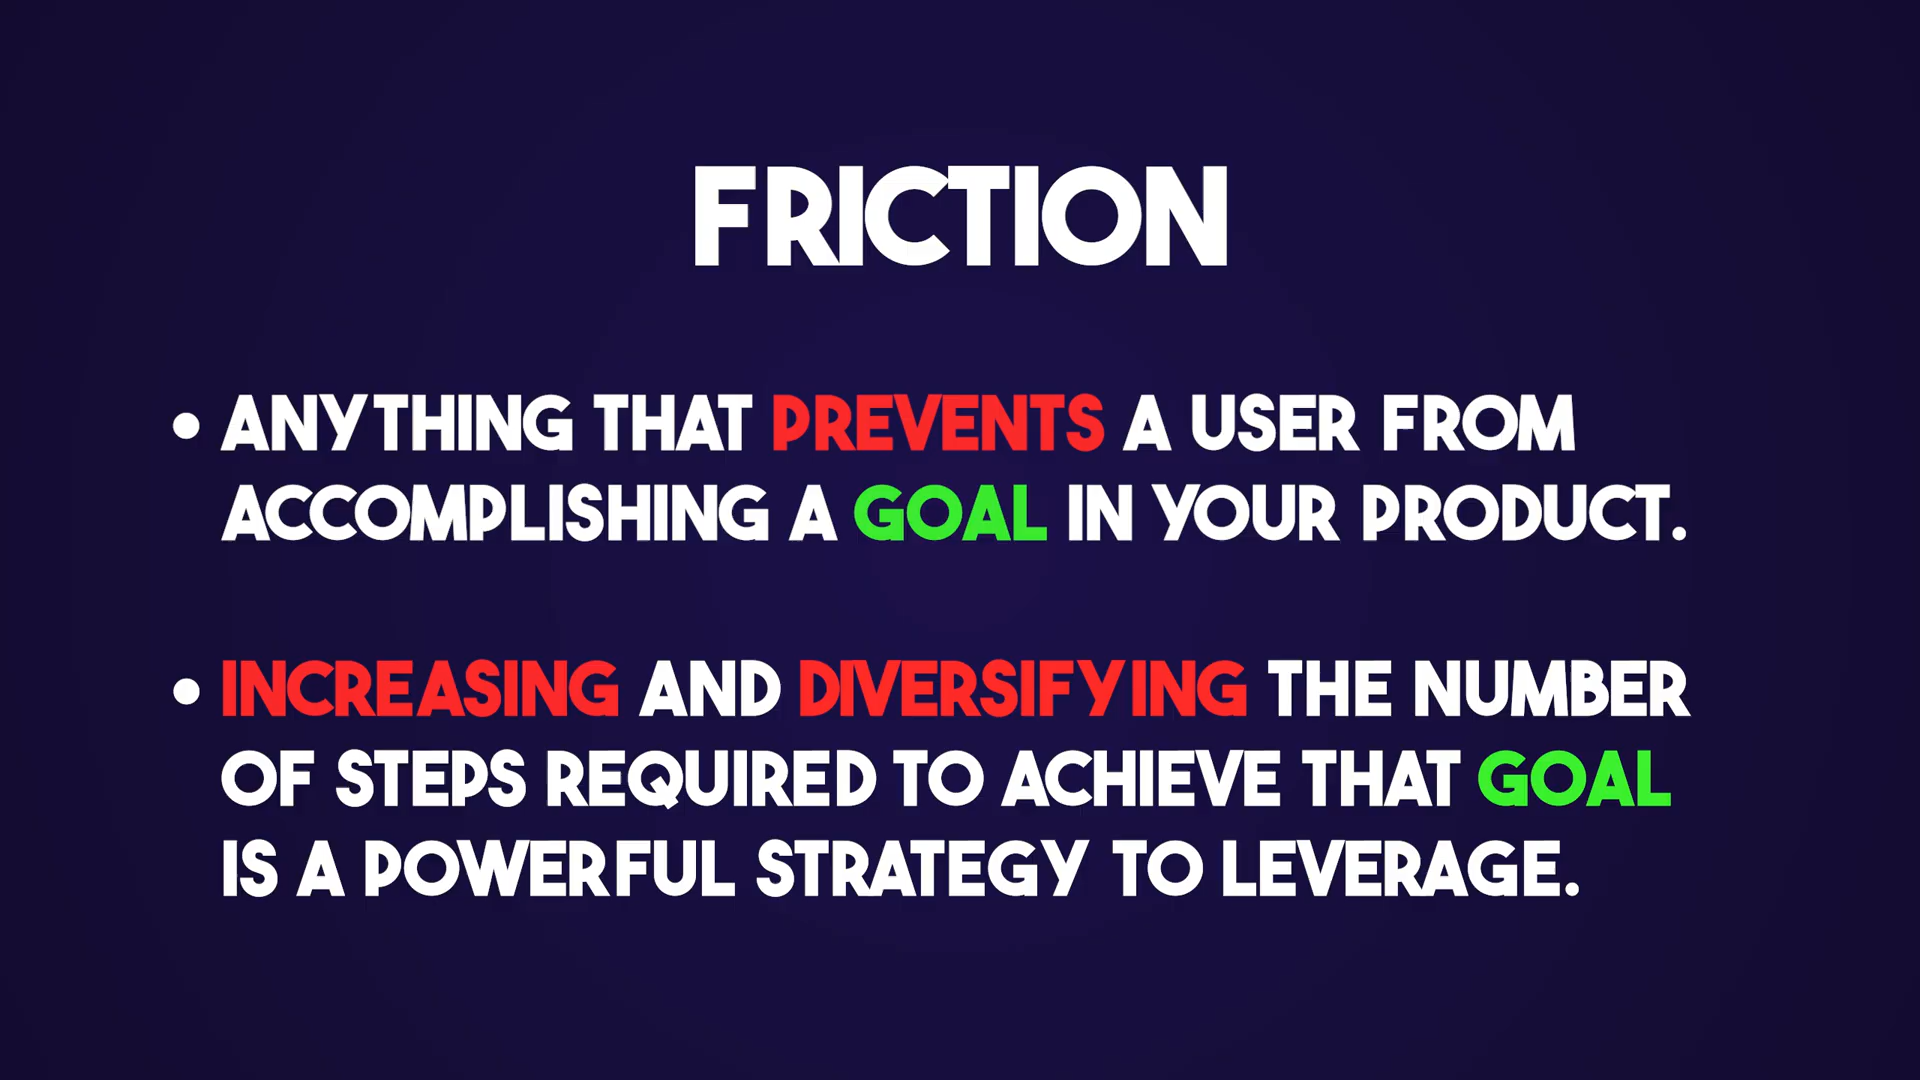 FRICTION
• ANYTHING THAT PREVENTS A USER FROM
ACCOMPLISHING A GOAL IN YOUR PRODUCT.
• INCREASING AND DIVERSIFYING THE NUMBER
OF STEPS REQUIRED TO ACHIEVE THAT GOAL
IS A POWERFUL STRATEGY TO LEVERAGE.